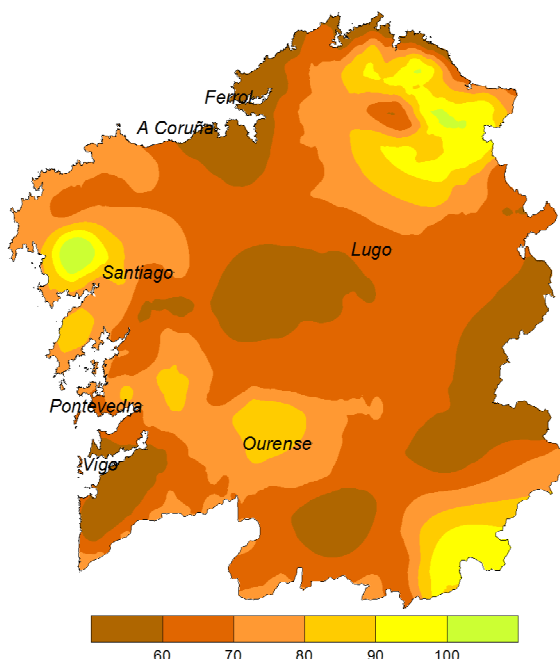 Ferrol
A Coruña
Lugo
Santiago
Pontevedra
Ourense
Vigo
60 70 80 90 100